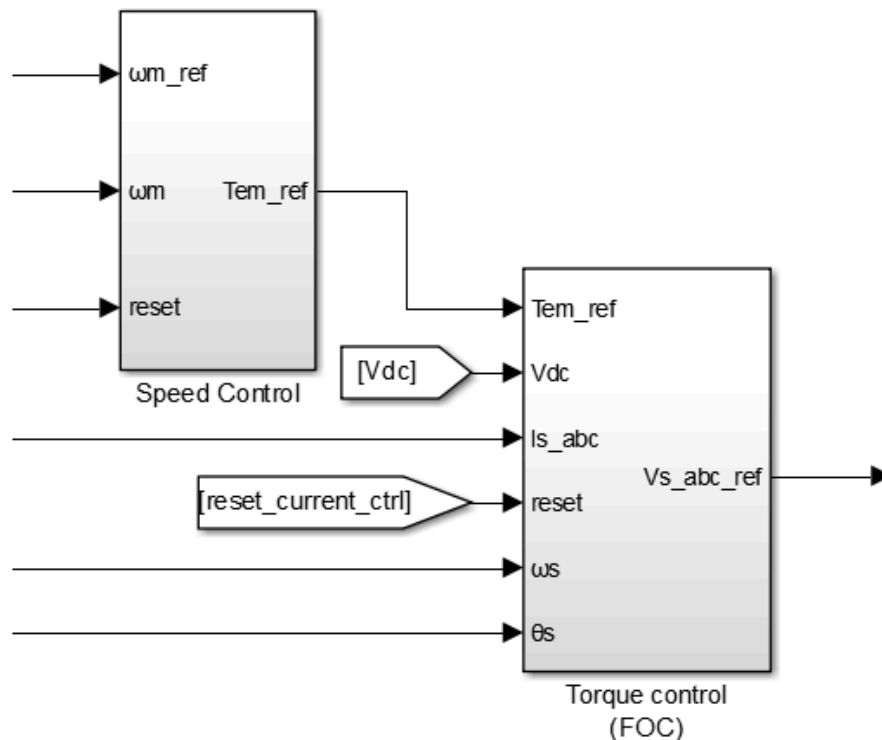 ωm_ref
ωm
Tem_ref
reset
Speed Control
Tem_ref
[Vdc]
Vdc
Is_abc
Vs_abc_ref
[reset_current_ctrl]
reset
ωs
θs
Torque control
(FOC)